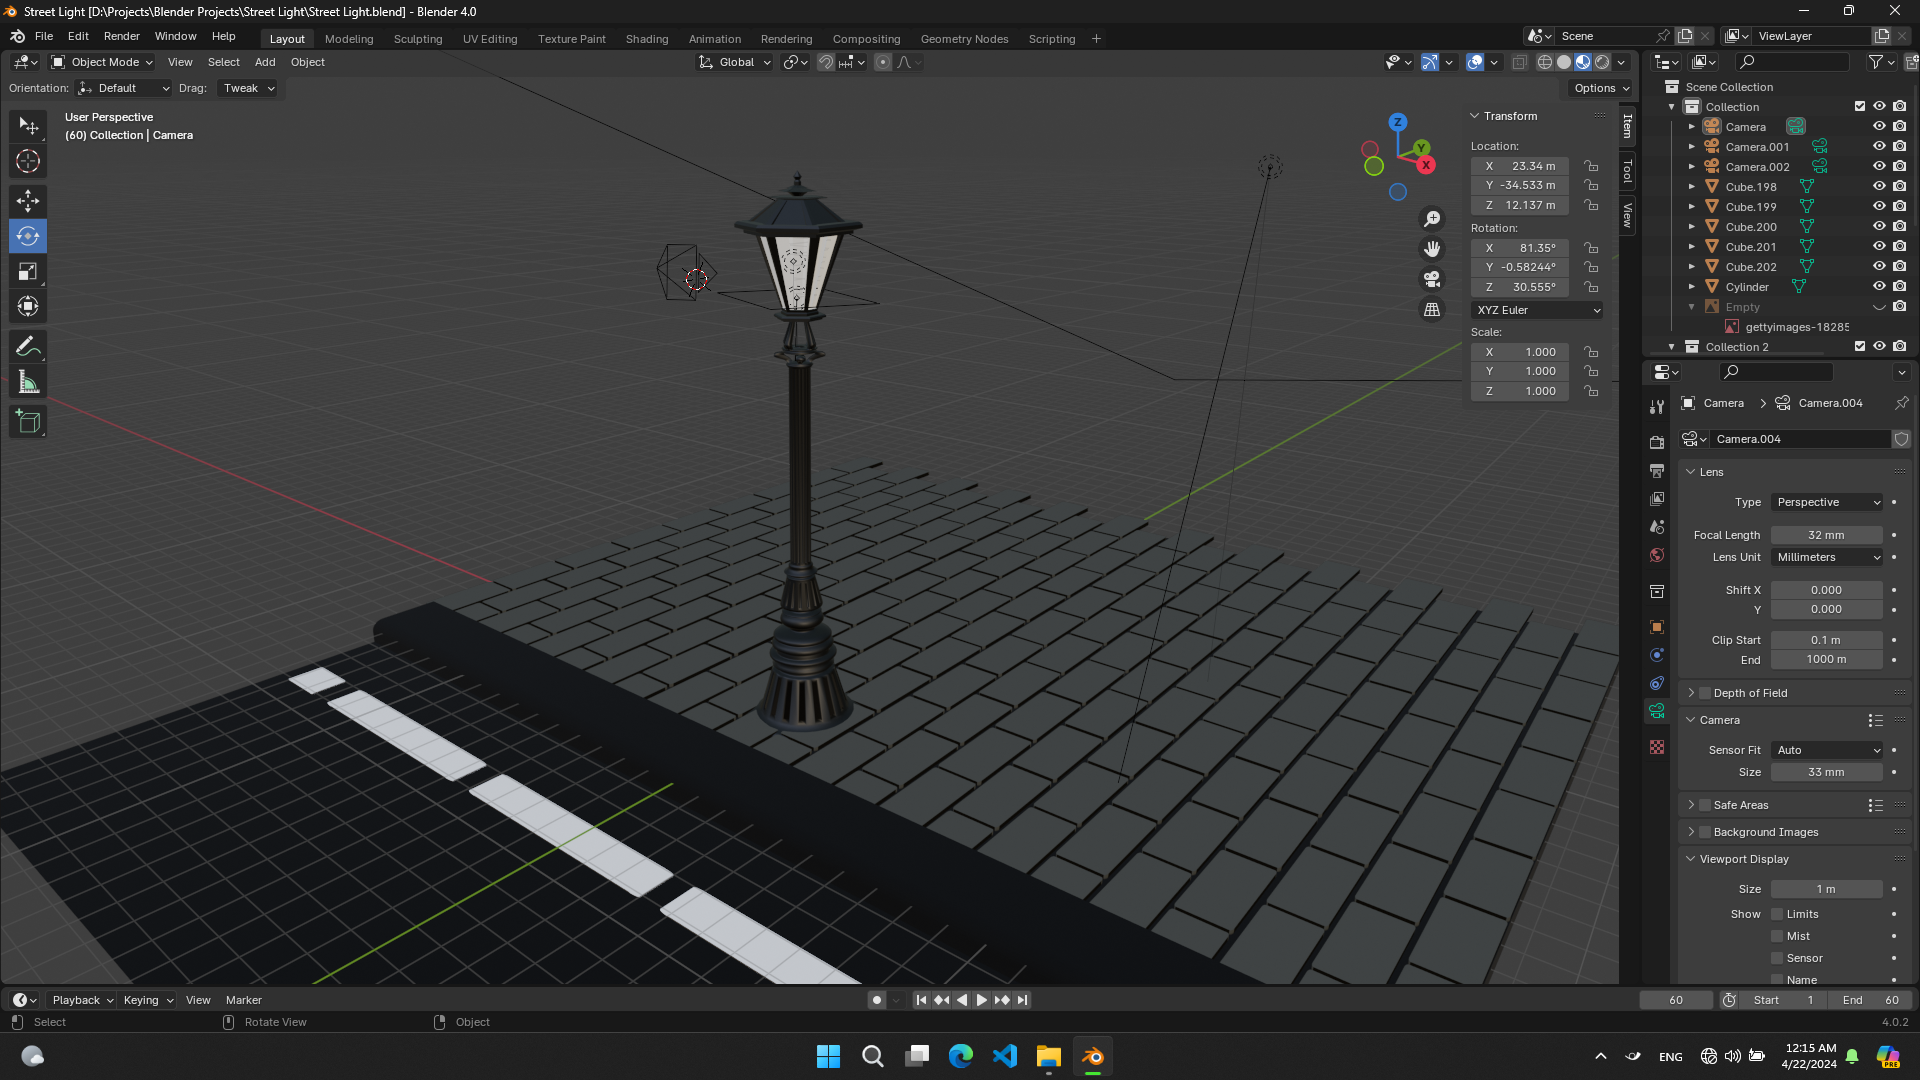 Street Light [D:\Projects\Blender Projects\Street Light\Street Light.blend] - Blender 4.0
File Edit Render Window Help Layout Modeling Sculpting UV Editing Texture Paint Shading Animation Rendering Compositing Geometry Nodes Scripting + Scene ViewLayer
Object Mode View Select Add Object Global
Orientation: Default Drag: Tweak Options
User Perspective
(60) Collection | Camera
Z
Y
X
Transform
Location:
X 23.34 m
Y -34.533 m
Z 12.137 m
Rotation:
X 81.35°
Y -0.58244°
Z 30.555°
XYZ Euler
Scale:
X 1.000
Y 1.000
Z 1.000
Item
Tool
View
Scene Collection
Collection
Camera
Camera.001
Camera.002
Cube.198
Cube.199
Cube.200
Cube.201
Cube.202
Cylinder
Empty
gettyimages-18285
Collection 2
Camera > Camera.004
Camera.004
Lens
Type Perspective
Focal Length 32 mm
Lens Unit Millimeters
Shift X 0.000
Y 0.000
Clip Start 0.1 m
End 1000 m
Depth of Field
Camera
Sensor Fit Auto
Size 33 mm
Safe Areas
Background Images
Viewport Display
Size 1 m
Show Limits
Mist
Sensor
Name
Playback Keying View Marker 60 Start 1 End 60
Select Rotate View Object 4.0.2
ENG 12:15 AM
4/22/2024
PRE